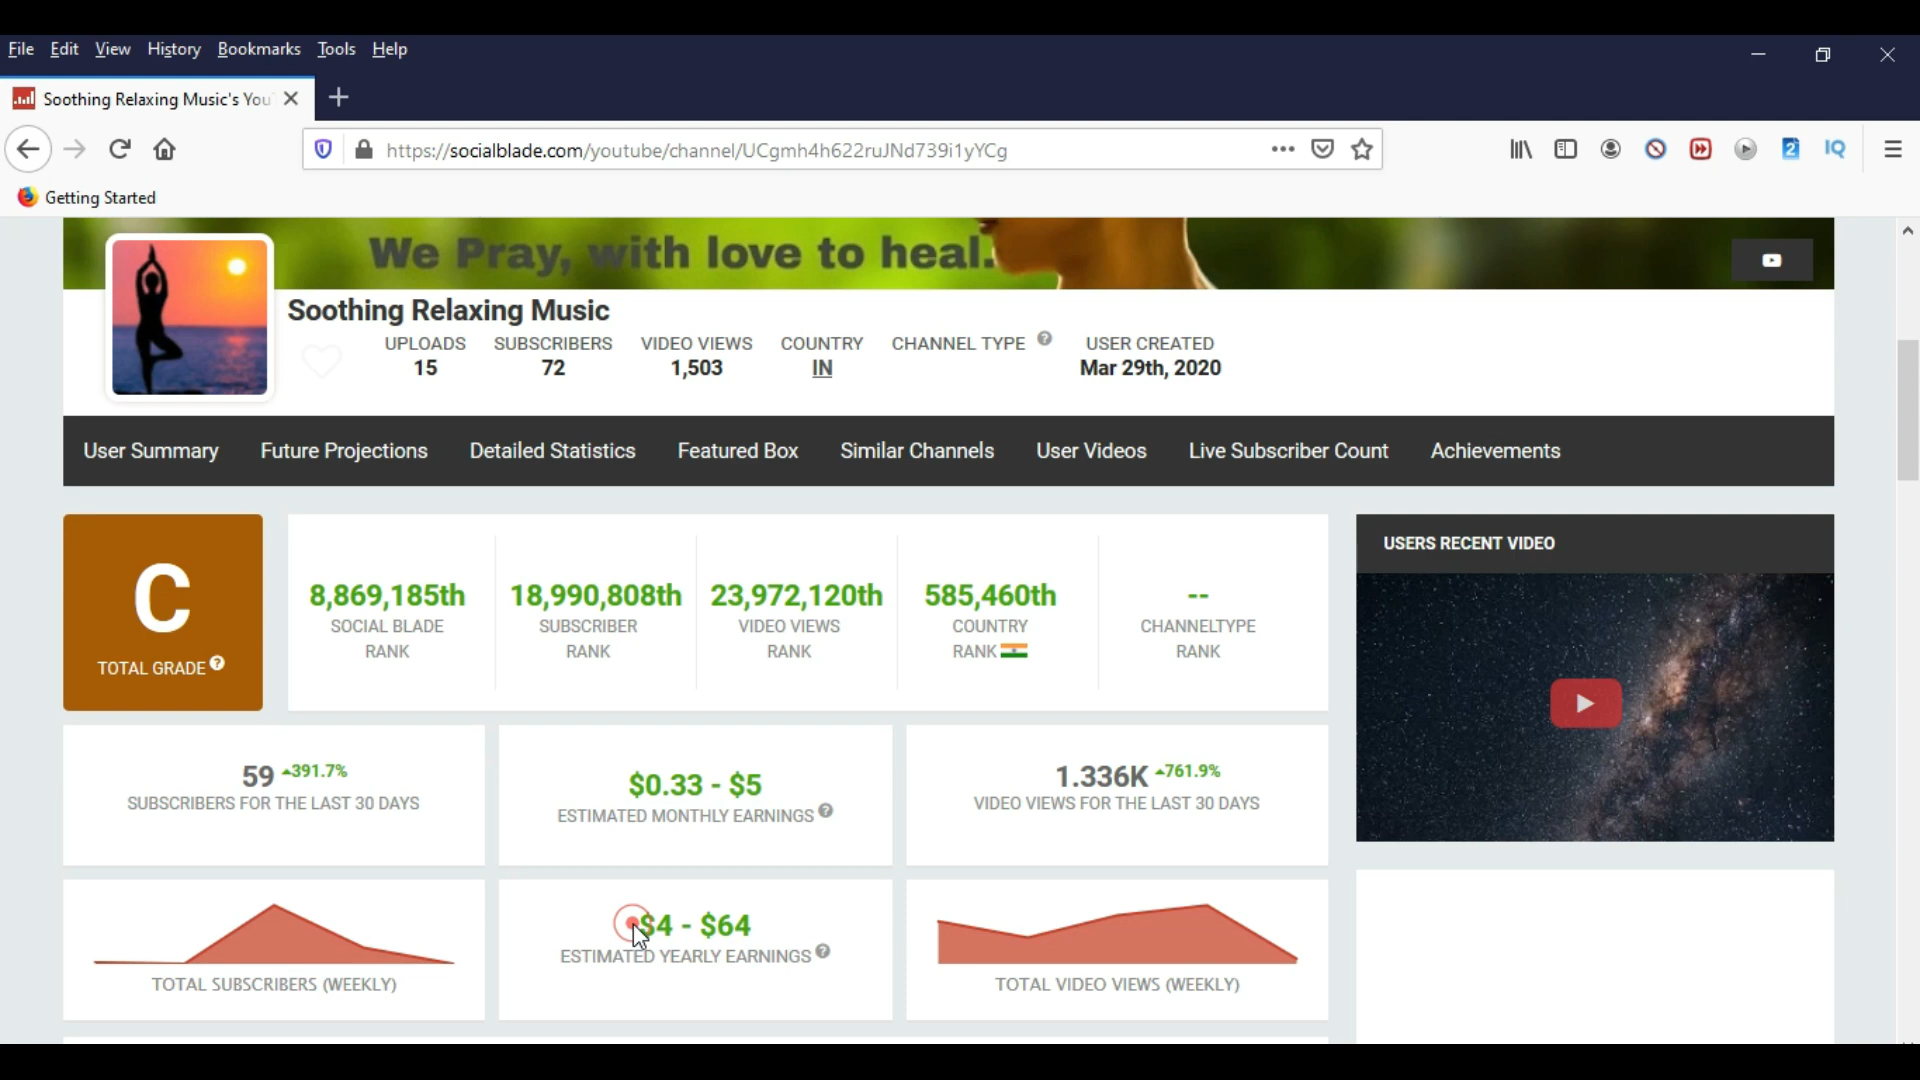 File Edit View History Bookmarks Tools Help
Soothing Relaxing Music's You
https://socialblade.com/youtube/channel/UCgmh4h622ruJNd739i1yYCg
2 IQ
Getting Started
We Pray, with love to heal.
Soothing Relaxing Music
UPLOADS SUBSCRIBERS VIDEO VIEWS COUNTRY CHANNEL TYPE ? USER CREATED
15 72 1,503 IN Mar 29th, 2020
User Summary Future Projections Detailed Statistics Featured Box Similar Channels User Videos Live Subscriber Count Achievements
C
TOTAL GRADE ?
8,869,185th 18,990,808th 23,972,120th 585,460th --
SOCIAL BLADE SUBSCRIBER VIDEO VIEWS COUNTRY CHANNELTYPE
RANK RANK RANK RANK RANK
USERS RECENT VIDEO
59 391.7%
SUBSCRIBERS FOR THE LAST 30 DAYS
$0.33 - $5
ESTIMATED MONTHLY EARNINGS ?
1.336K 761.9%
VIDEO VIEWS FOR THE LAST 30 DAYS
TOTAL SUBSCRIBERS (WEEKLY)
$4 - $64
ESTIMATED YEARLY EARNINGS ?
TOTAL VIDEO VIEWS (WEEKLY)